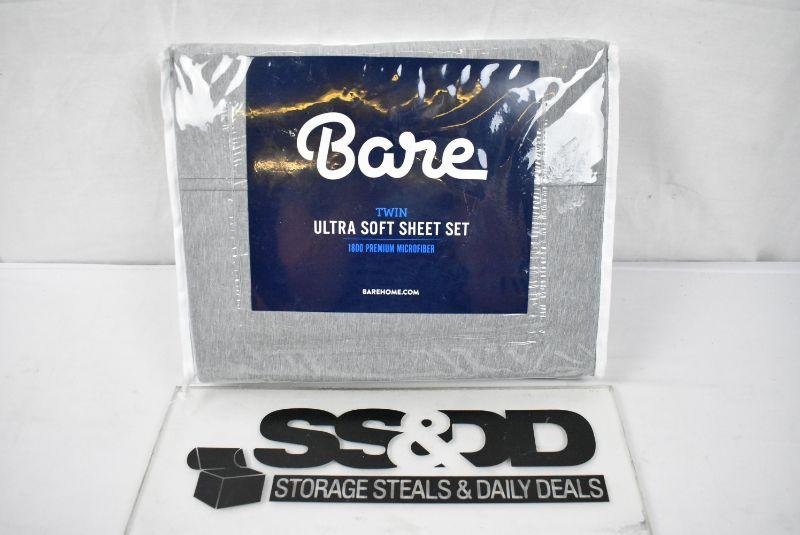 Bare
TWIN
ULTRA SOFT SHEET SET
1800 PREMIUM MICROFIBER
BAREHOME.COM
SS&DD
STORAGE STEALS & DAILY DEALS